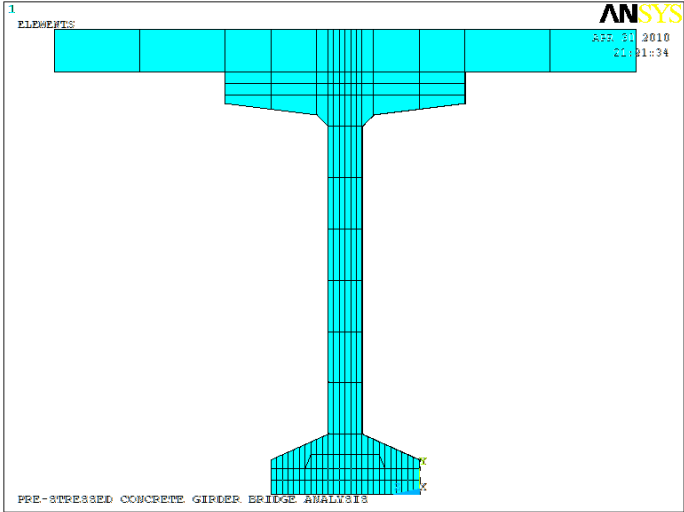 1
ELEMENTS
ANSYS
2010
PRE-STRESSED CONCRETE GIRDER BRIDGE ANALYSIS
X